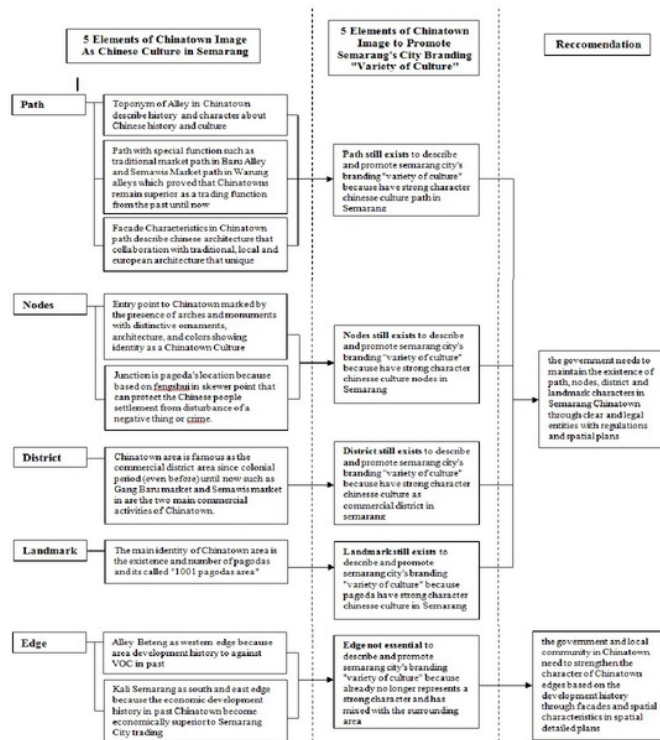 5 Elements of Chinatown Image
As Chinese Culture in Semarang
5 Elements of Chinatown
Image to Promote
Semarang's City Branding
"Variety of Culture"
Reccomendation
Path
Toponym of Alley in Chinatown
describe history and character about
Chinese history and culture
Path with special function such as
traditional market path in Baru Alley
and Semawis Market path in Warung
alleys which proved that Chinatowns
remain superior as a trading function
from the past until now
Facade Characteristics in Chinatown
path describe chinese architecture that
collaboration with traditional, local and
european architecture that unique
Path still exists to describe
and promote semarang city's
branding "variety of culture"
because have strong character
chinese culture path in
Semarang
Nodes
Entry point to Chinatown marked by
the presence of arches and monuments
with distinctive ornaments,
architecture, and colors showing
identity as a Chinatown Culture
Junction is pagoda's location because
based on fengshui in skewer point that
can protect the Chinese people
settlement from disturbance of a
negative thing or crime.
Nodes still exists to describe
and promote semarang city's
branding "variety of culture"
because have strong character
chinese culture nodes in
Semarang
the government needs to
maintain the existence of
path, nodes, district and
landmark characters in
Semarang Chinatown
through clear and legal
entities with regulations
and spatial plans
District
Chinatown area is famous as the
commercial district area since colonial
period (even before) until now such as
Gang Baru market and Semawis market
in are the two main commercial
activities of Chinatown.
District still exists to describe
and promote semarang city's
branding "variety of culture"
because have strong character
chinese culture as
commercial district in
semarang
Landmark
The main identity of Chinatown area is
the existence and number of pagodas
and its called "1001 pagodas area"
Landmark still exists to
describe and promote
semarang city's branding
"variety of culture" because
pagoda have strong character
chinese culture in Semarang
Edge
Alley Beteng as western edge because
area development history to against
VOC in past
Kali Semarang as south and east edge
because the economic development
history in past Chinatown become
economically superior to Semarang
City trading
Edge not essential to
describe and promote
semarang city's branding
"variety of culture" because
already no longer represents a
strong character and has
mixed with the surrounding
area
the government and local
community in Chinatown
need to strengthen the
character of Chinatown
edges based on the
development history
through facades and spatial
characteristics in spatial
detailed plans